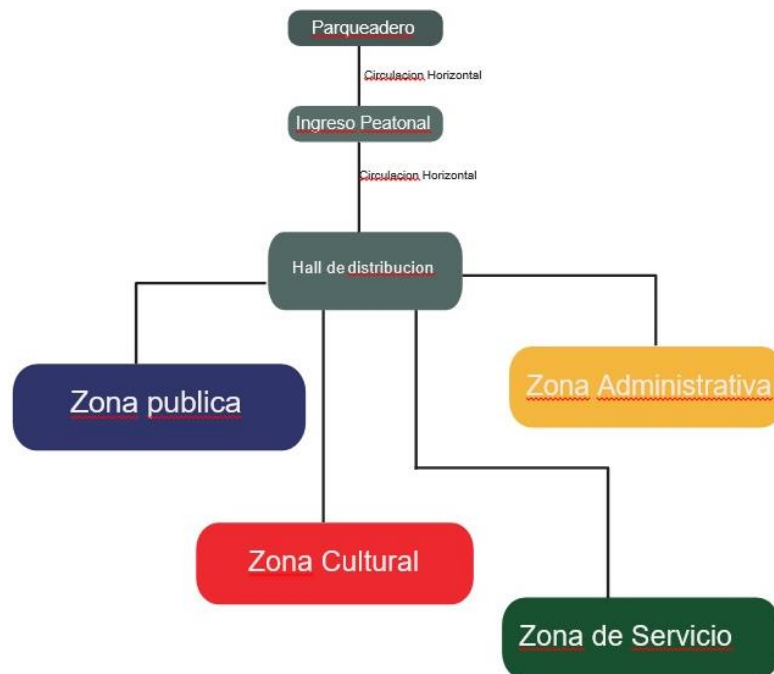 Parqueadero
Circulacion Horizontal
Ingreso Peatonal
Circulacion Horizontal
Hall de distribucion
Zona publica
Zona Administrativa
Zona Cultural
Zona de Servicio